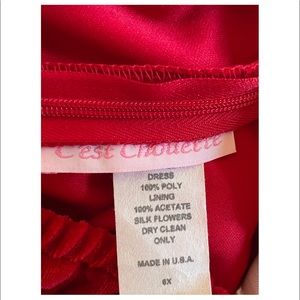 C'est Chouette
DRESS
100% POLY
LINING
100% ACETATE
SILK FLOWERS
DRY CLEAN
ONLY
MADE IN U.S.A.
6X